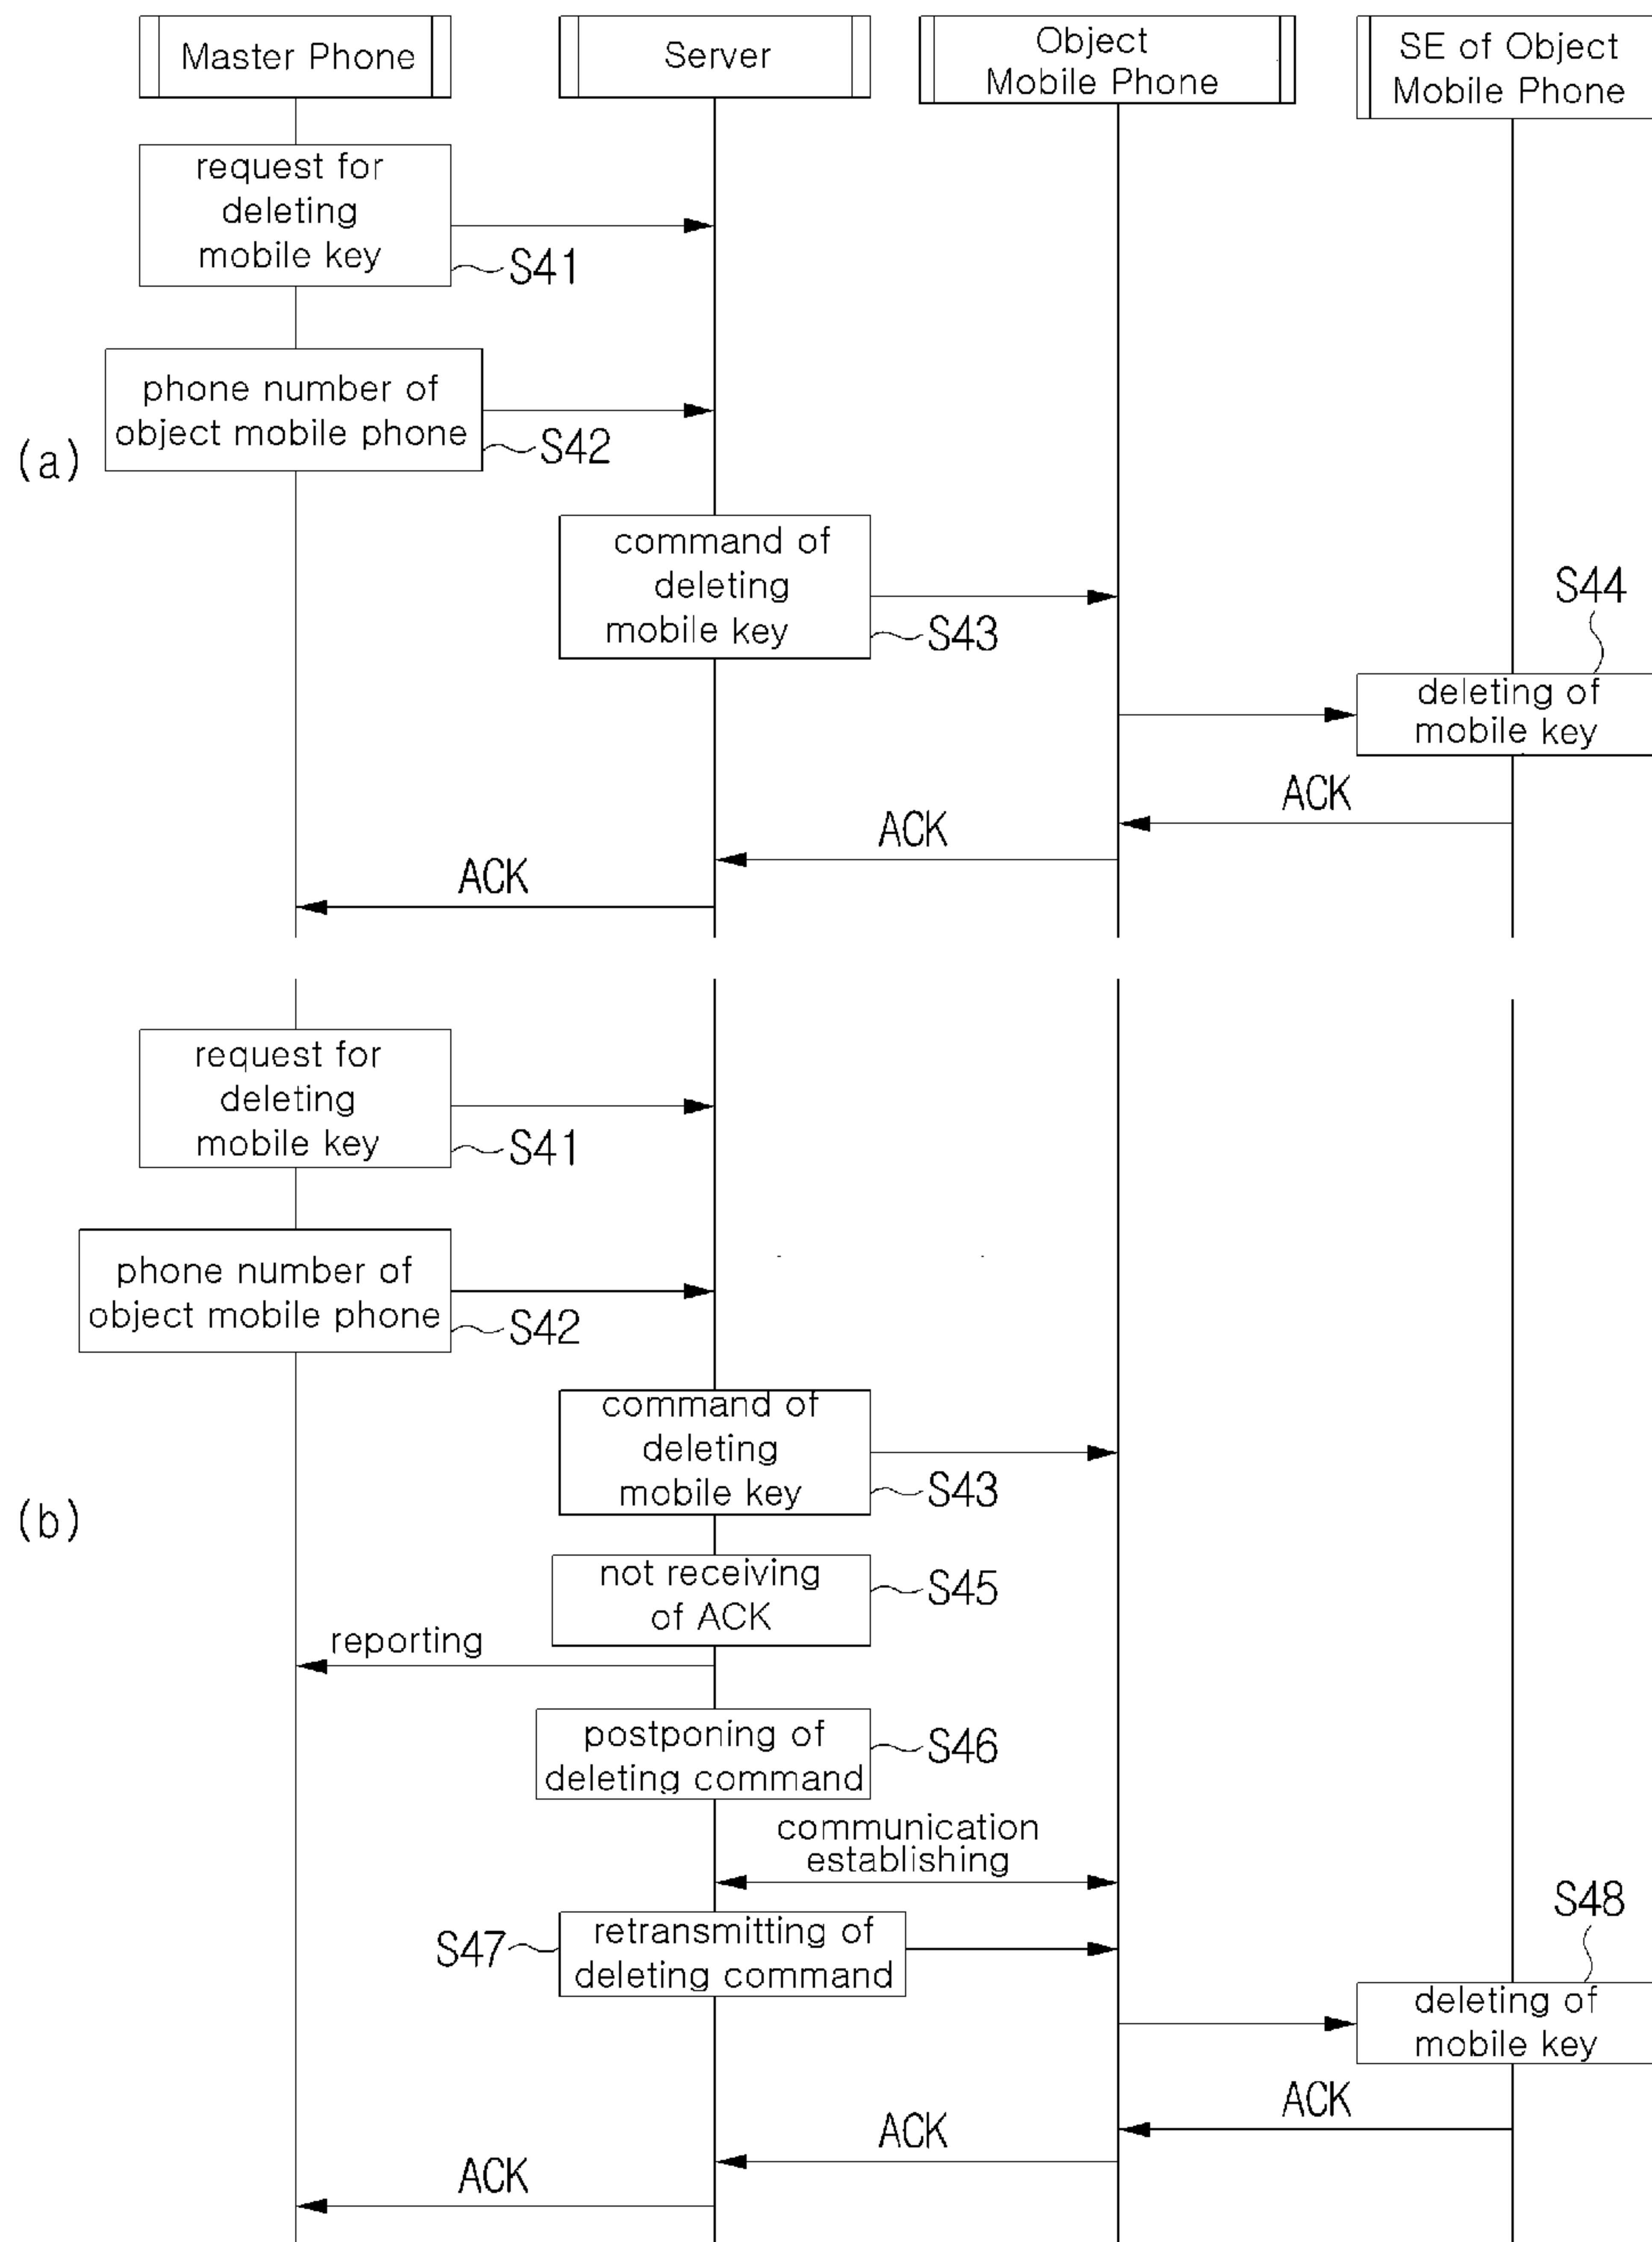 Master Phone
Server
Object
Mobile Phone
SE of Object
Mobile Phone
request for
deleting
mobile key
S41
phone number of
object mobile phone
S42
(a)
command of
deleting
mobile key
S43
S44
deleting of
mobile key
ACK
ACK
ACK
request for
deleting
mobile key
S41
phone number of
object mobile phone
S42
command of
deleting
mobile key
S43
(b)
not receiving
of ACK
S45
reporting
postponing of
deleting command
S46
communication
establishing
S47
retransmitting of
deleting command
S48
deleting of
mobile key
ACK
ACK
ACK